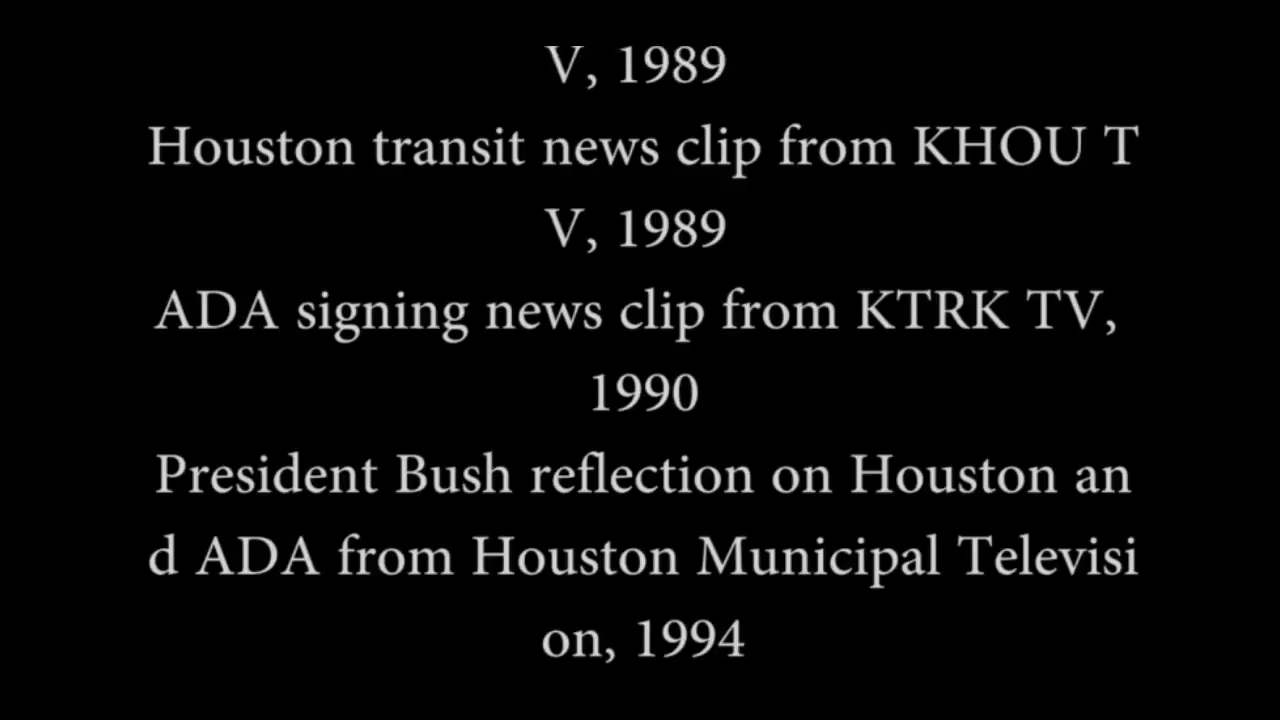 V, 1989
Houston transit news clip from KHOU T
V, 1989
ADA signing news clip from KTRK TV,
1990
President Bush reflection on Houston an
d ADA from Houston Municipal Televisi
on, 1994